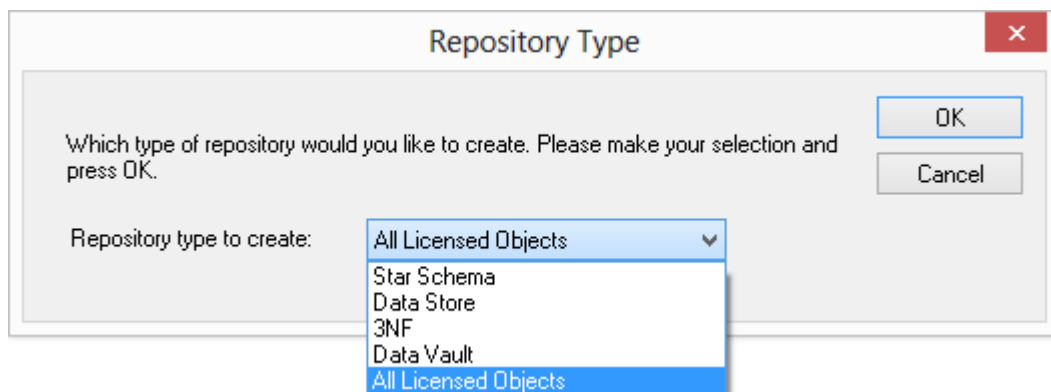 Repository Type
OK
Which type of repository would you like to create. Please make your selection and
press OK.
Cancel
Repository type to create:
All Licensed Objects
Star Schema
Data Store
3NF
Data Vault
All Licensed Objects